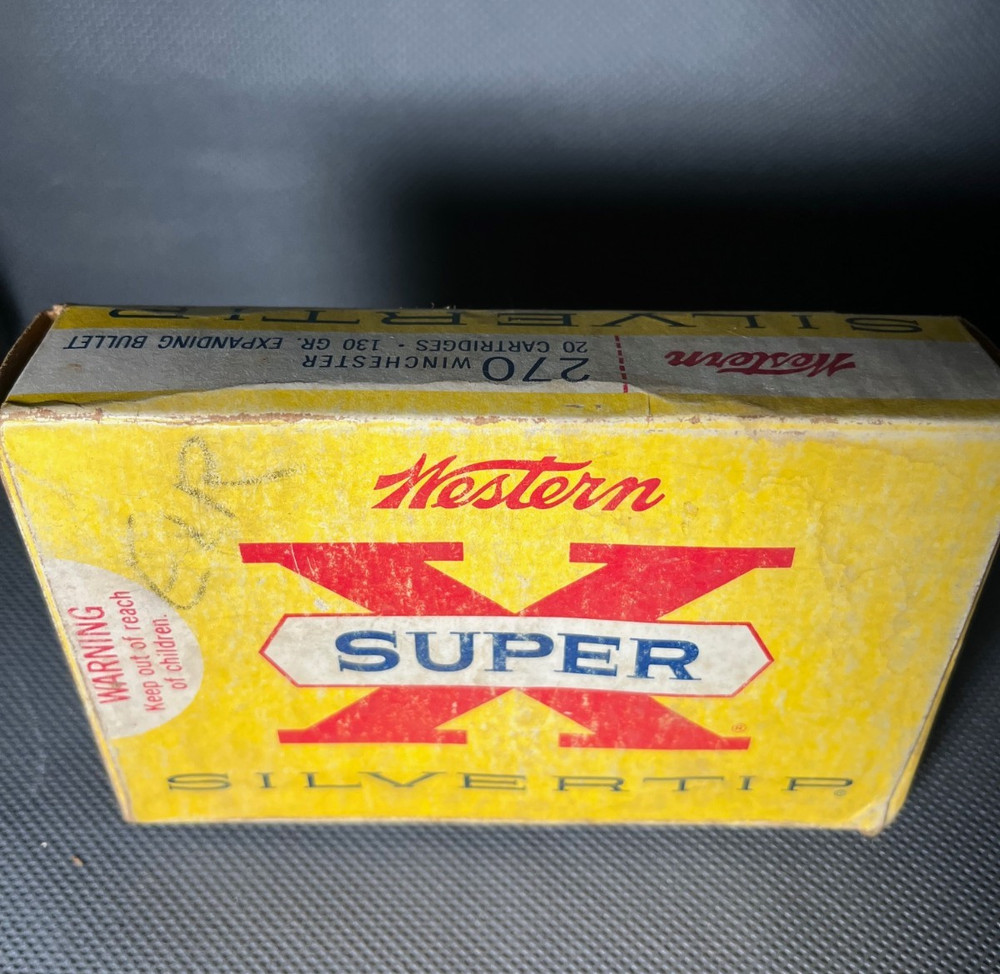 SILVERTIP
Western
270 WINCHESTER
20 CARTRIDGES • 130 GR. EXPANDING BULLET
Western
X
SUPER
®
SILVERTIP®
WARNING
Keep out of reach
of children.